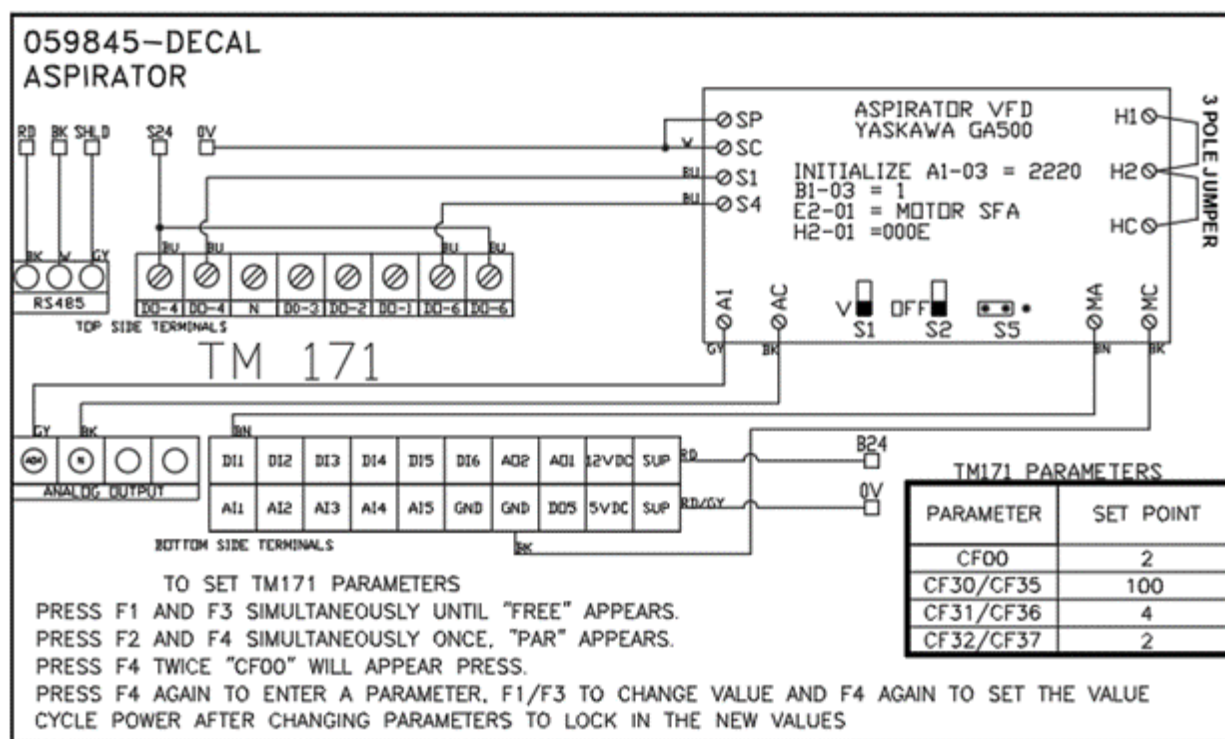 059845-DECAL
ASPIRATOR
RD BK SHLD S24 0V
BK W GY BU BU BU BU
RS485
DO-4 DO-4 N DO-3 DO-2 DO-1 DO-6 DO-6
TOP SIDE TERMINALS
TM 171
W
BU
BU
SP
SC
S1
S4
ASPIRATOR VFD
YASKAWA GA500
INITIALIZE A1-03 = 2220
B1-03 = 1
E2-01 = MOTOR SFA
H2-01 =000E
H1
H2
HC
3 POLE JUMPER
A1 AC
V S1 OFF S2 S5
MA MC
GY BK BN BK
GY BK
N
ANALOG OUTPUT
BN
DI1 DI2 DI3 DI4 DI5 DI6 AO2 AO1 12VDC SUP
AI1 AI2 AI3 AI4 AI5 GND GND DO5 5VDC SUP
BOTTOM SIDE TERMINALS
BK
RD
B24
RD/GY
0V
TM171 PARAMETERS
PARAMETER SET POINT
CF00 2
CF30/CF35 100
CF31/CF36 4
CF32/CF37 2
TO SET TM171 PARAMETERS
PRESS F1 AND F3 SIMULTANEOUSLY UNTIL "FREE" APPEARS.
PRESS F2 AND F4 SIMULTANEOUSLY ONCE, "PAR" APPEARS.
PRESS F4 TWICE "CF00" WILL APPEAR PRESS.
PRESS F4 AGAIN TO ENTER A PARAMETER, F1/F3 TO CHANGE VALUE AND F4 AGAIN TO SET THE VALUE
CYCLE POWER AFTER CHANGING PARAMETERS TO LOCK IN THE NEW VALUES